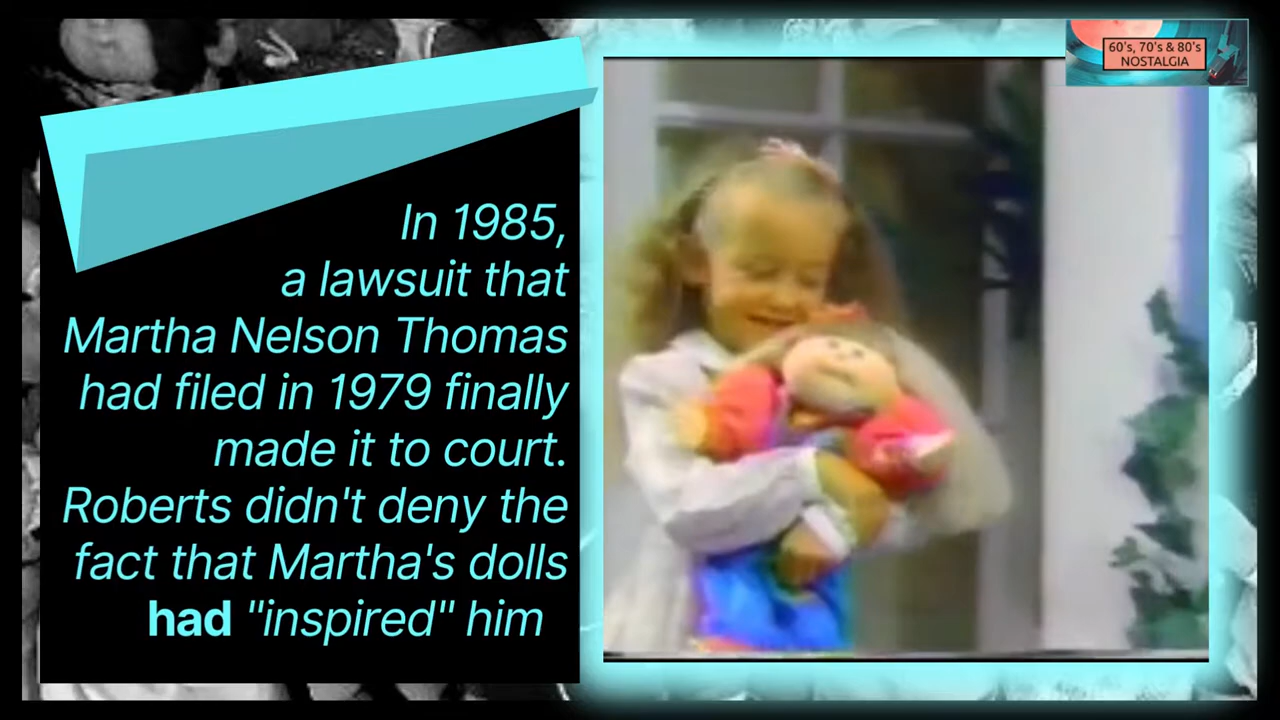 60's, 70's & 80's
NOSTALGIA
In 1985,
a lawsuit that
Martha Nelson Thomas
had filed in 1979 finally
made it to court.
Roberts didn't deny the
fact that Martha's dolls
had "inspired" him